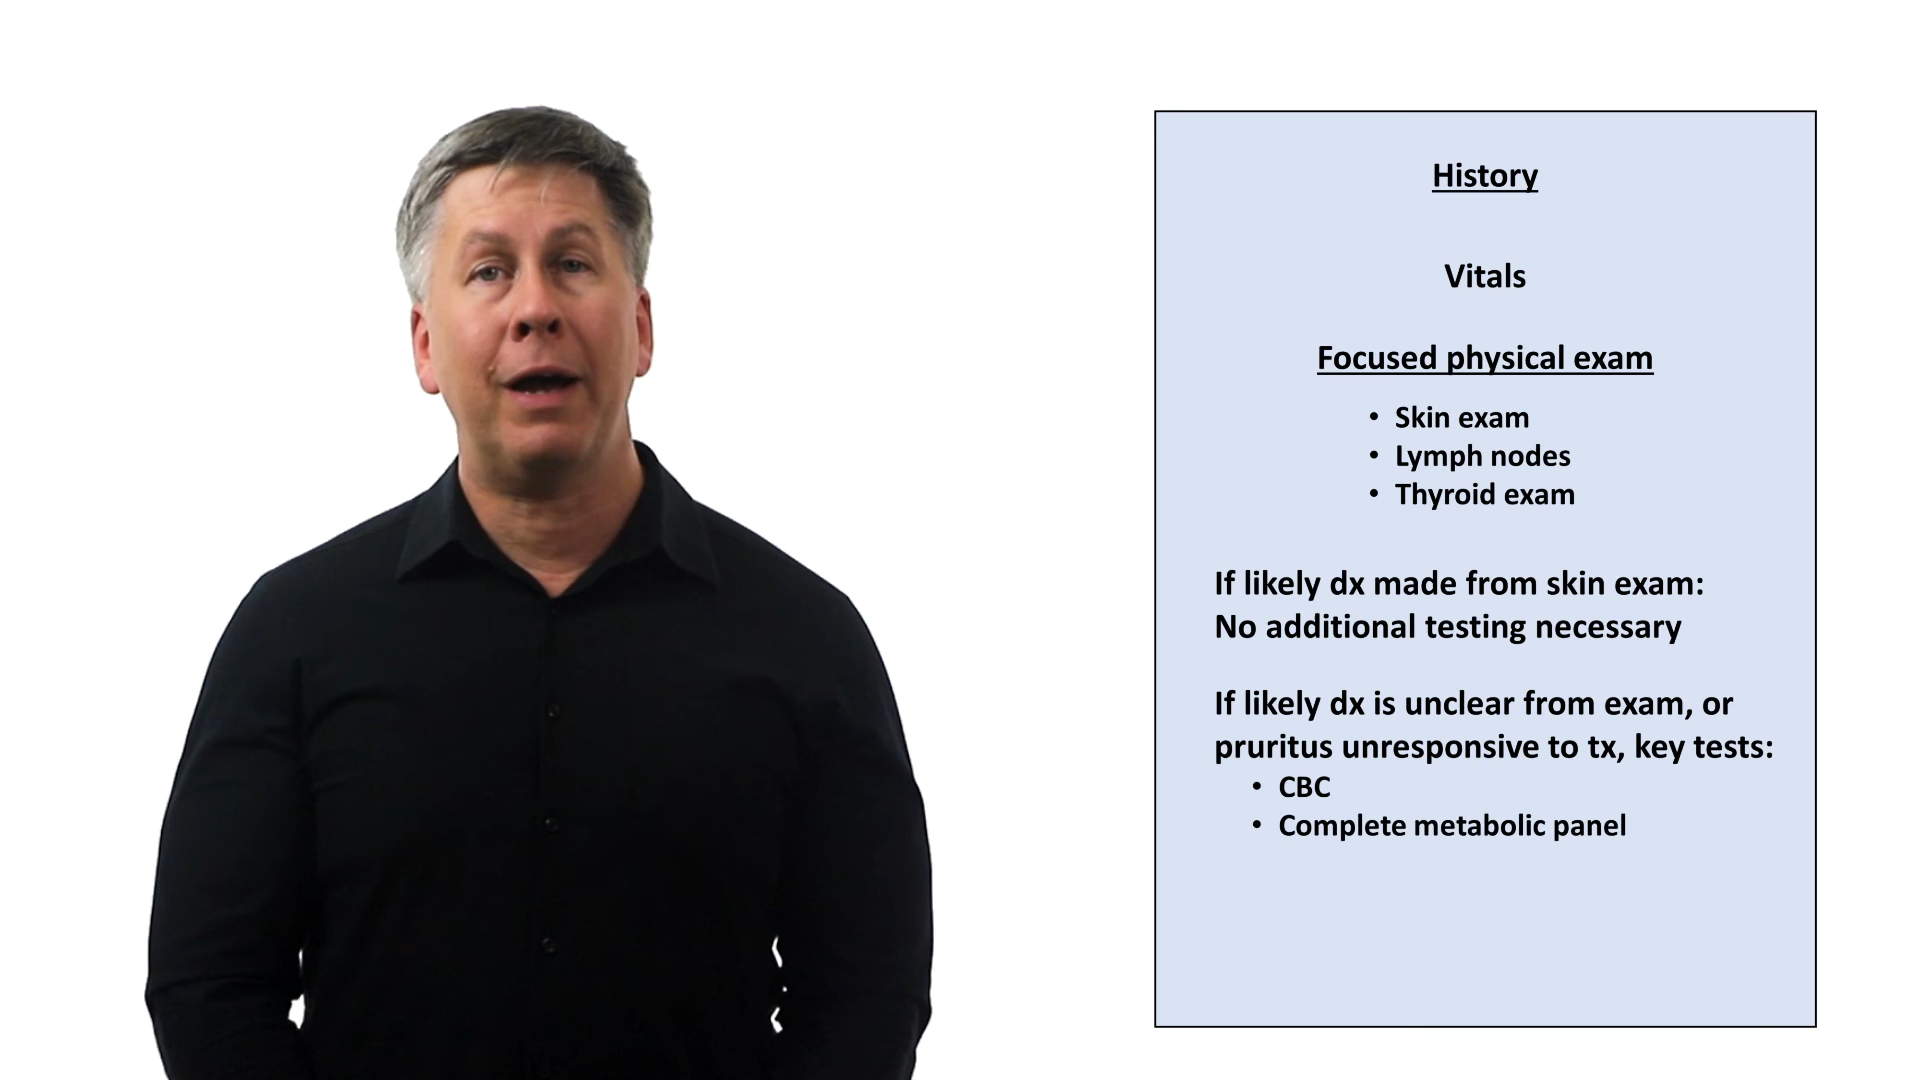 History
Vitals
Focused physical exam
• Skin exam
• Lymph nodes
• Thyroid exam
If likely dx made from skin exam:
No additional testing necessary
If likely dx is unclear from exam, or
pruritus unresponsive to tx, key tests:
• CBC
• Complete metabolic panel